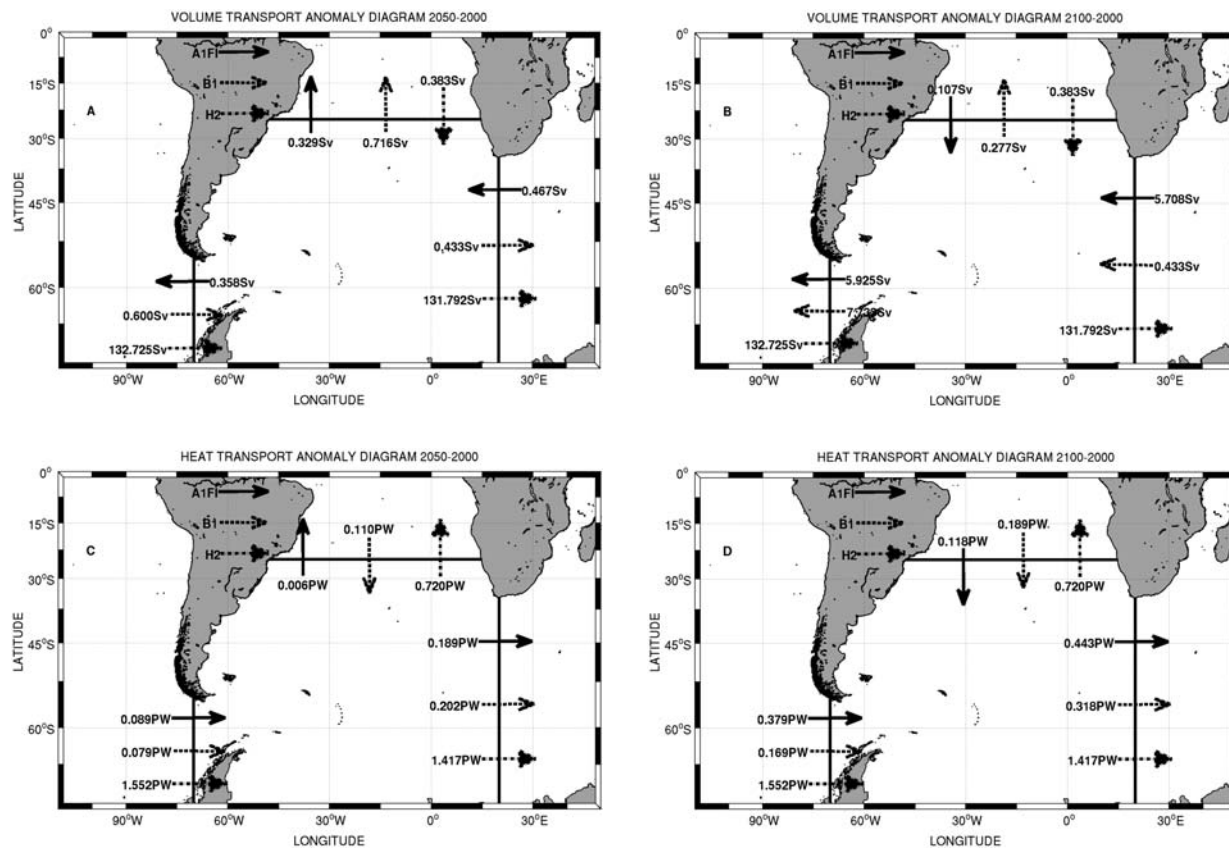 VOLUME TRANSPORT ANOMALY DIAGRAM 2050-2000
0°
15°S
30°S
45°S
60°S
LATITUDE
A1FI
B1
H2
A
0.329Sv
0.716Sv
0.383Sv
0.467Sv
0.433Sv
131.792Sv
0.358Sv
0.600Sv
132.725Sv
90°W
60°W
30°W
0°
30°E
LONGITUDE
VOLUME TRANSPORT ANOMALY DIAGRAM 2100-2000
0°
15°S
30°S
45°S
60°S
LATITUDE
A1FI
B1
H2
B
0.107Sv
0.277Sv
0.383Sv
5.708Sv
0.433Sv
131.792Sv
5.925Sv
132.725Sv
90°W
60°W
30°W
0°
30°E
LONGITUDE
HEAT TRANSPORT ANOMALY DIAGRAM 2050-2000
0°
15°S
30°S
45°S
60°S
LATITUDE
A1FI
B1
H2
C
0.006PW
0.110PW
0.720PW
0.189PW
0.202PW
1.417PW
0.089PW
0.079PW
1.552PW
90°W
60°W
30°W
0°
30°E
LONGITUDE
HEAT TRANSPORT ANOMALY DIAGRAM 2100-2000
0°
15°S
30°S
45°S
60°S
LATITUDE
A1FI
B1
H2
D
0.118PW
0.189PW
0.720PW
0.443PW
0.318PW
1.417PW
0.379PW
0.169PW
1.552PW
90°W
60°W
30°W
0°
30°E
LONGITUDE